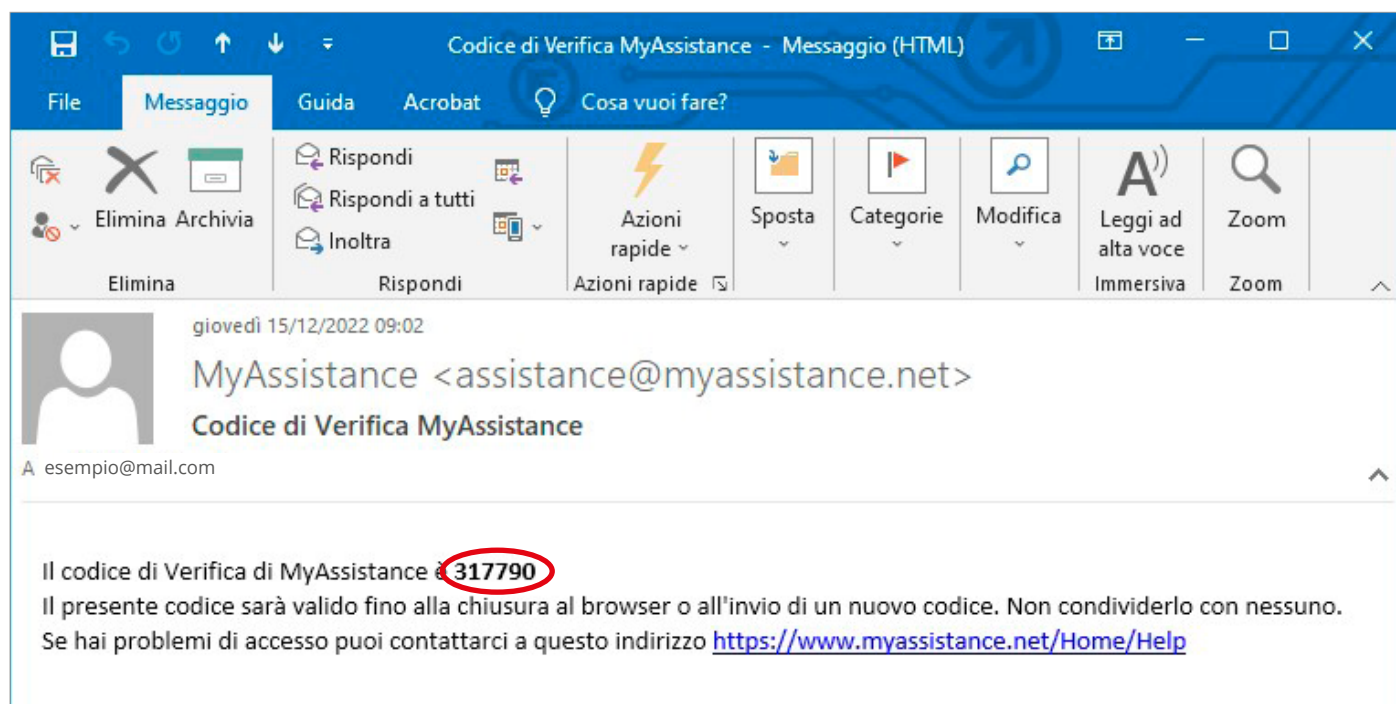 Codice di Verifica MyAssistance - Messaggio (HTML)
File Messaggio Guida Acrobat Cosa vuoi fare?
Elimina Archivia
Rispondi
Rispondi a tutti
Inoltra
Azioni rapide
Sposta
Categorie
Modifica
Leggi ad alta voce
Zoom
Elimina Rispondi Azioni rapide Immersiva Zoom
giovedì 15/12/2022 09:02
MyAssistance <assistance@myassistance.net>
Codice di Verifica MyAssistance
A esempio@mail.com
Il codice di Verifica di MyAssistance è 317790
Il presente codice sarà valido fino alla chiusura al browser o all'invio di un nuovo codice. Non condividerlo con nessuno.
Se hai problemi di accesso puoi contattarci a questo indirizzo https://www.myassistance.net/Home/Help